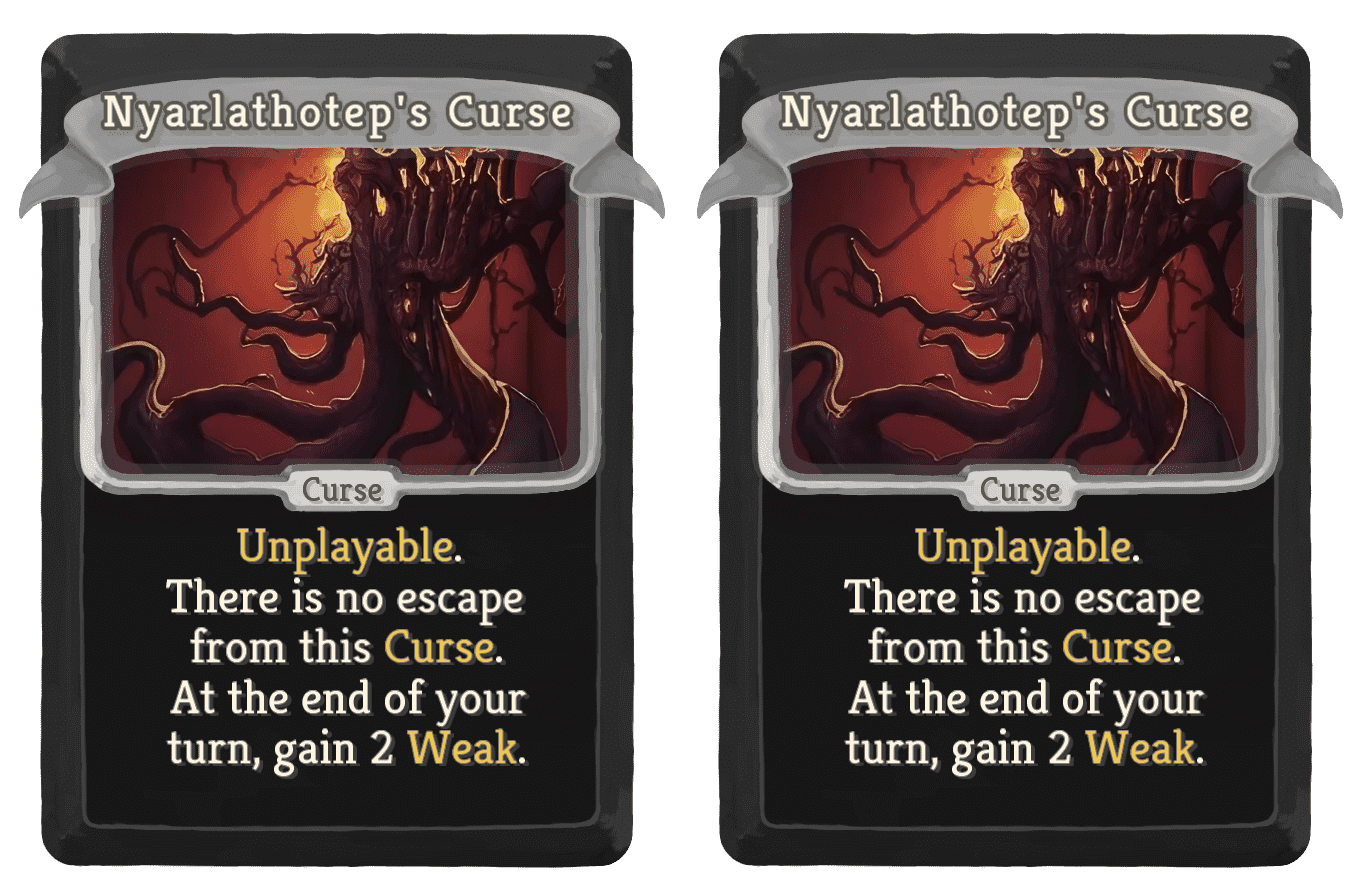 Nyarlathotep's Curse
Curse
Unplayable.
There is no escape
from this Curse.
At the end of your
turn, gain 2 Weak.
Nyarlathotep's Curse
Curse
Unplayable.
There is no escape
from this Curse.
At the end of your
turn, gain 2 Weak.